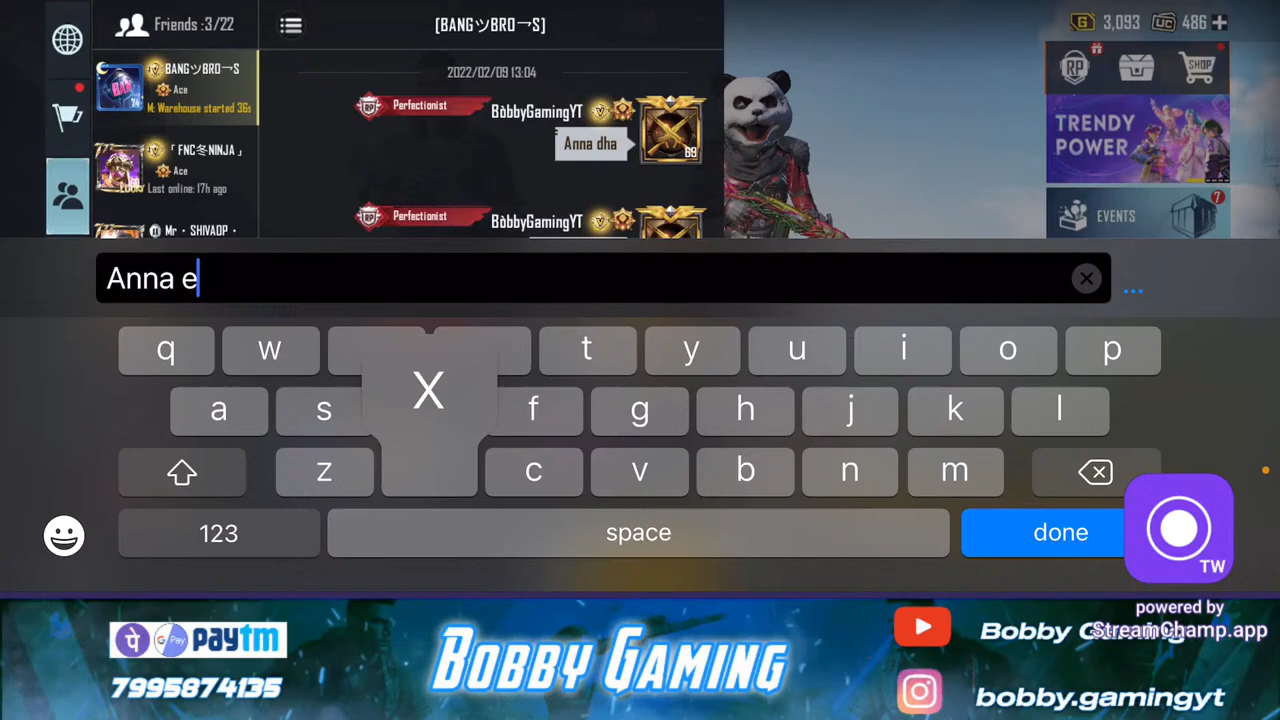 Friends :3/22
[BANGツBRO一S]
3,093
486
2022/02/09 13:04
BANGツBRO一S
Ace
M: Warehouse started 36s
Perfectionist
BobbyGamingYT
Anna dha
69
RP
SHOP
TRENDY
POWER
「FNC冬NINJA」
Ace
Last online: 17h ago
Mr・SHIVAOP・
Perfectionist
BobbyGamingYT
EVENTS
7
Anna e
...
q w t y u i o p
X
a s f g h j k l
z c v b n m
123
space
done
TW
powered by
StreamChamp.app
Pay
paytm
7995874135
BOBBY GAMING
Bobby
bobby.gamingyt